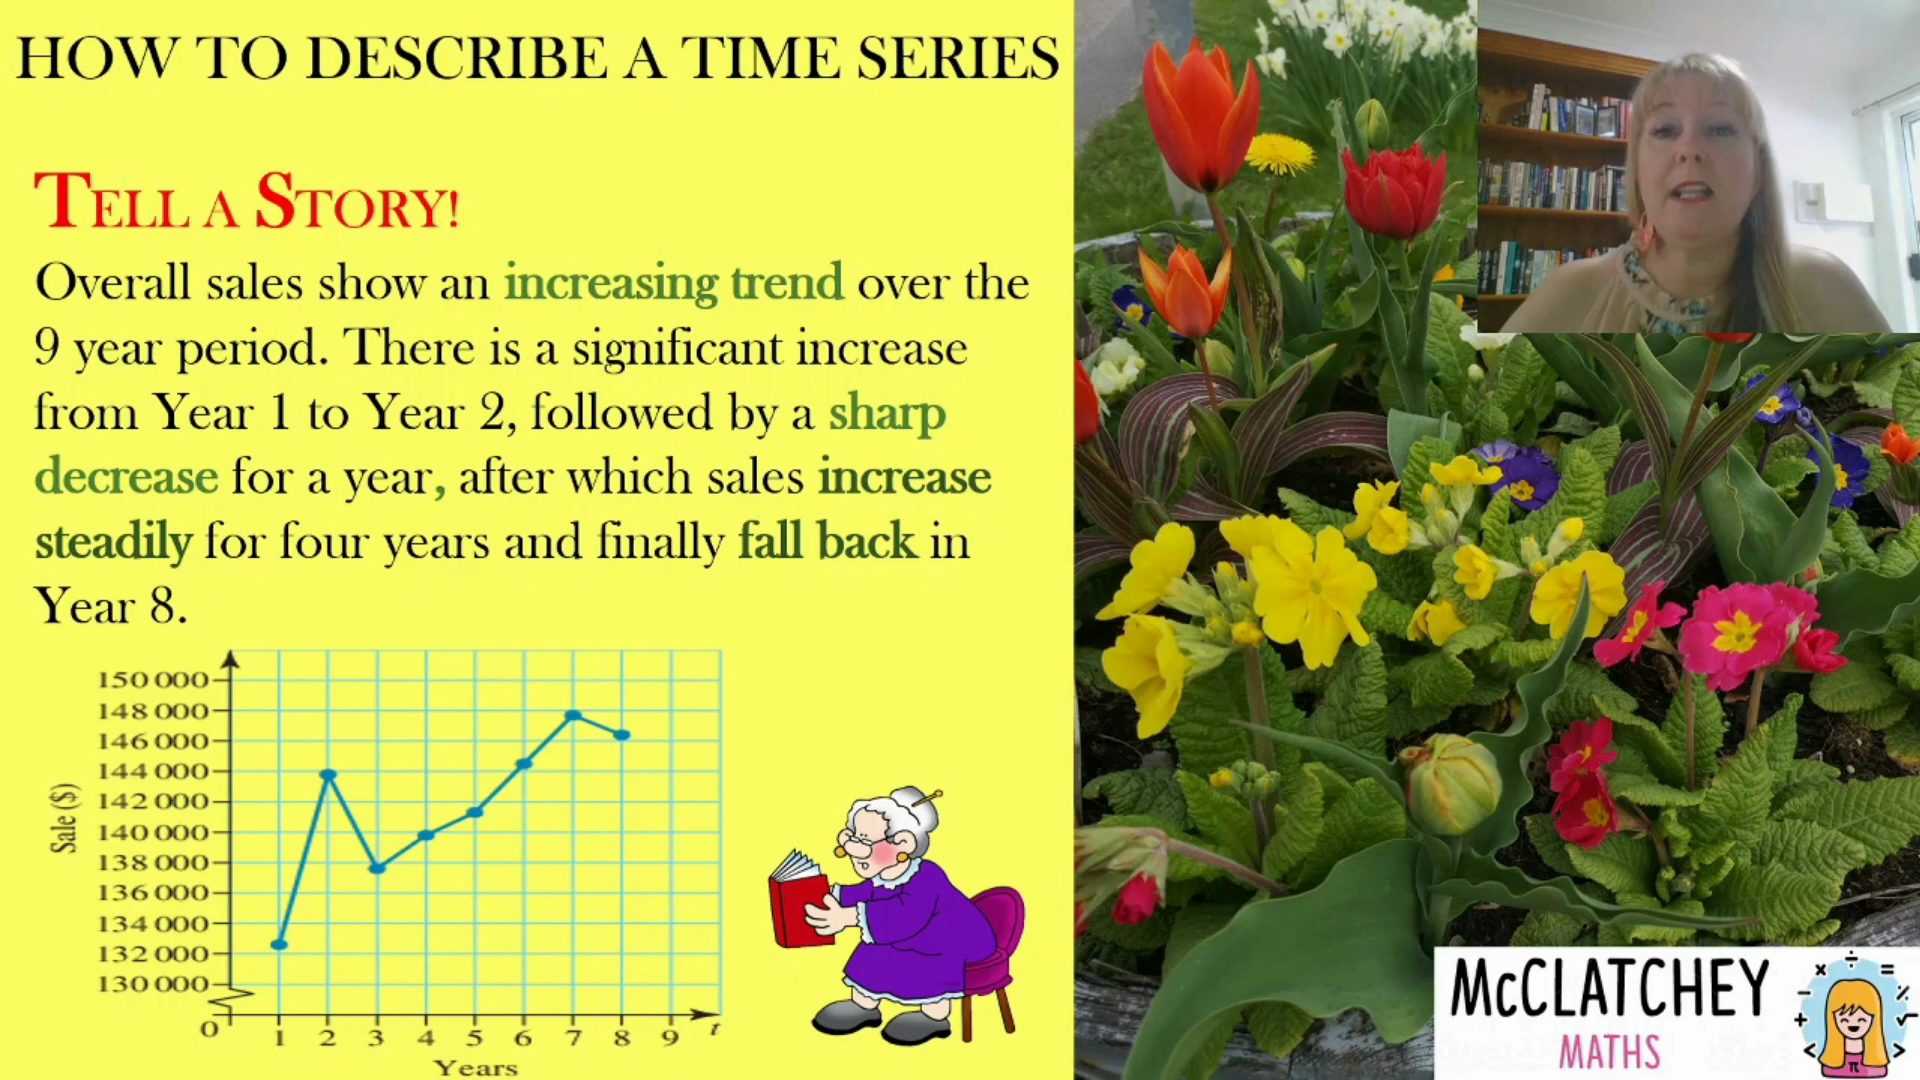 HOW TO DESCRIBE A TIME SERIES
TELL A STORY!
Overall sales show an increasing trend over the
9 year period. There is a significant increase
from Year 1 to Year 2, followed by a sharp
decrease for a year, after which sales increase
steadily for four years and finally fall back in
Year 8.
150 000
148 000
146 000
144 000
142 000
140 000
138 000
136 000
134 000
132 000
130 000
Sale ($)
0 1 2 3 4 5 6 7 8 9 t
Years
McCLATCHEY
MATHS
× ÷ =
- %
+ √
< π >